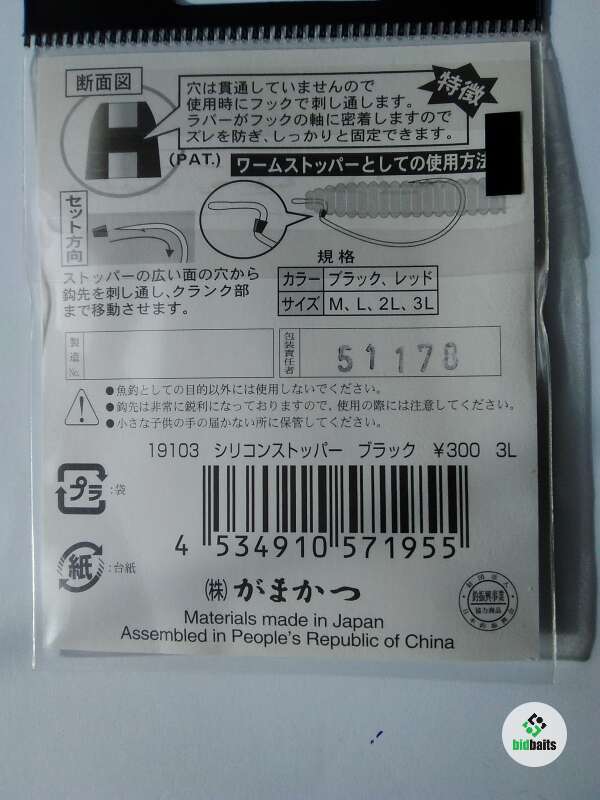 断面図
穴は貫通していませんので
使用時にフックで刺し通します。
ラバーがフックの軸に密着しますので
ズレを防ぎ、しっかりと固定できます。
特徴
(PAT.)
ワームストッパーとしての使用方法
セット方向
ストッパーの広い面の穴から
鈎先を刺し通し、クランク部
まで移動させます。
規格
カラー ブラック、レッド
サイズ M、L、2L、3L
製造No.
包装責任者 51178
●魚釣としての目的以外には使用しないでください。
●鈎先は非常に鋭利になっておりますので、使用の際には注意してください。
●小さな子供の手の届かない所に保管してください。
19103 シリコンストッパー ブラック ¥300 3L
プラ :袋
4 534910 571955
紙 :台紙
㈱ がまかつ
Materials made in Japan
Assembled in People's Republic of China
財団法人
釣振興事業
協力商品
bidbaits